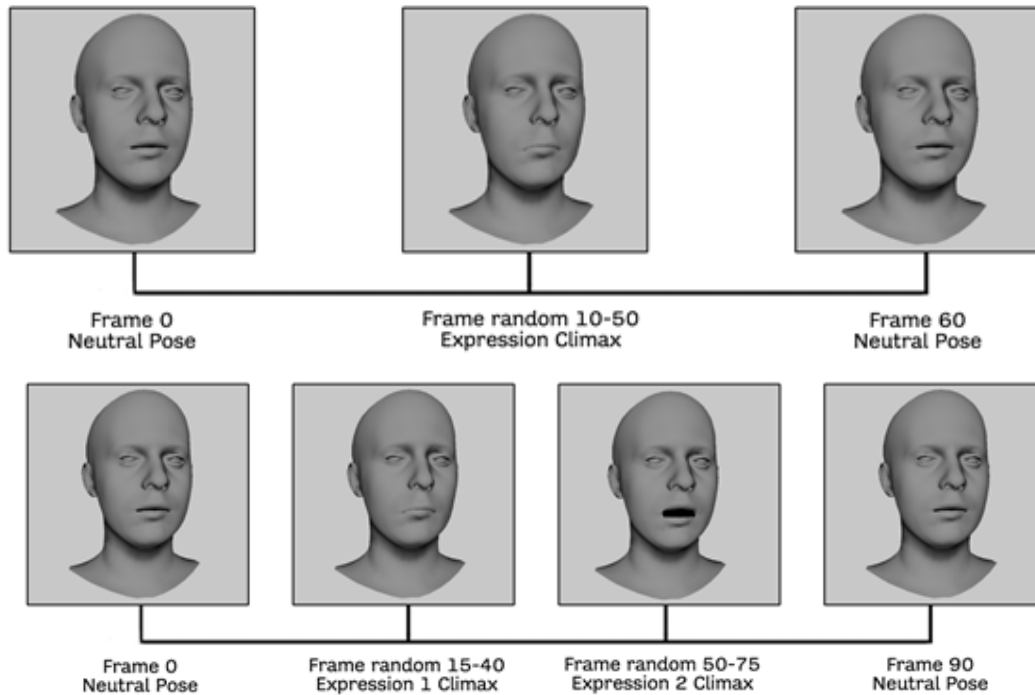 Frame 0
Neutral Pose
Frame random 10-50
Expression Climax
Frame 60
Neutral Pose
Frame 0
Neutral Pose
Frame random 15-40
Expression 1 Climax
Frame random 50-75
Expression 2 Climax
Frame 90
Neutral Pose